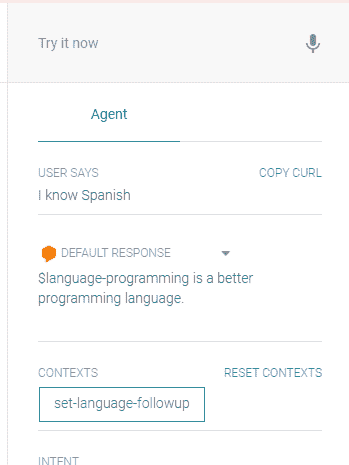 Try it now
Agent
USER SAYS COPY CURL
I know Spanish
DEFAULT RESPONSE
$language-programming is a better
programming language.
CONTEXTS RESET CONTEXTS
set-language-followup
INTENT